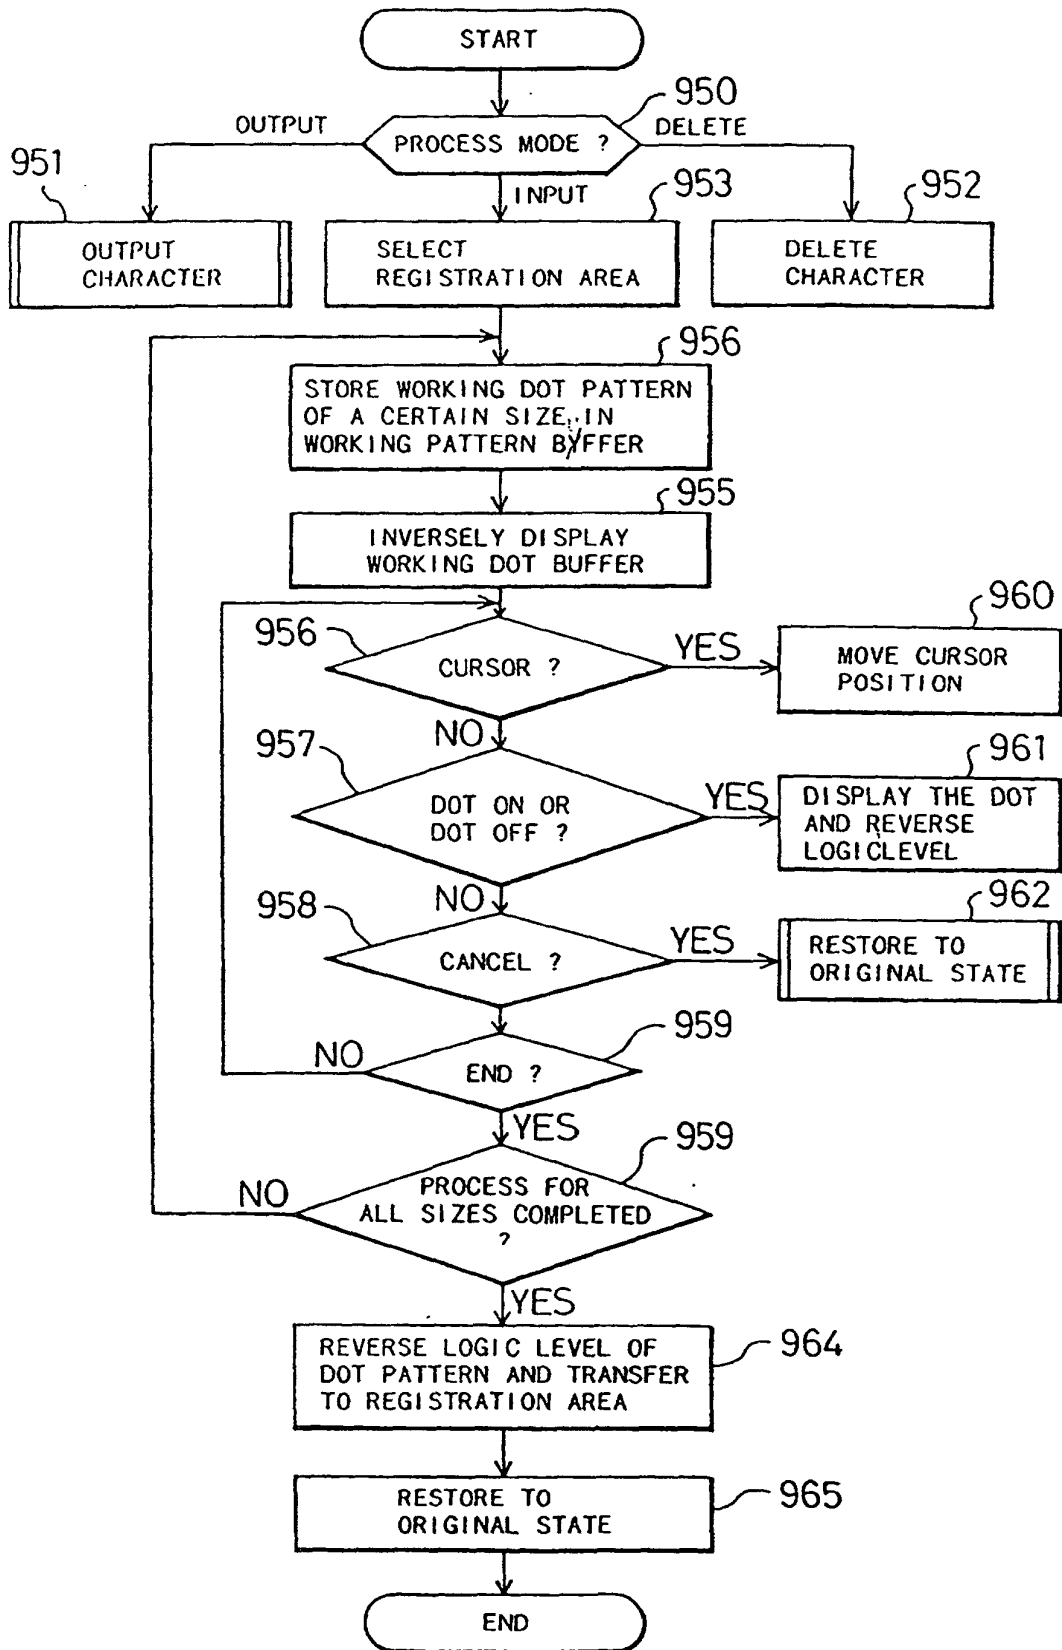 START
950
OUTPUT
PROCESS MODE ?
DELETE
951
INPUT
953
952
OUTPUT
CHARACTER
SELECT
REGISTRATION AREA
DELETE
CHARACTER
956
STORE WORKING DOT PATTERN
OF A CERTAIN SIZE IN
WORKING PATTERN BYFFER
955
INVERSELY DISPLAY
WORKING DOT BUFFER
956
CURSOR ?
YES
960
MOVE CURSOR
POSITION
NO
957
DOT ON OR
DOT OFF ?
YES
961
DISPLAY THE DOT
AND REVERSE
LOGICLEVEL
NO
958
CANCEL ?
YES
962
RESTORE TO
ORIGINAL STATE
959
NO
END ?
YES
959
NO
PROCESS FOR
ALL SIZES COMPLETED
?
YES
REVERSE LOGIC LEVEL OF
DOT PATTERN AND TRANSFER
TO REGISTRATION AREA
964
RESTORE TO
ORIGINAL STATE
965
END